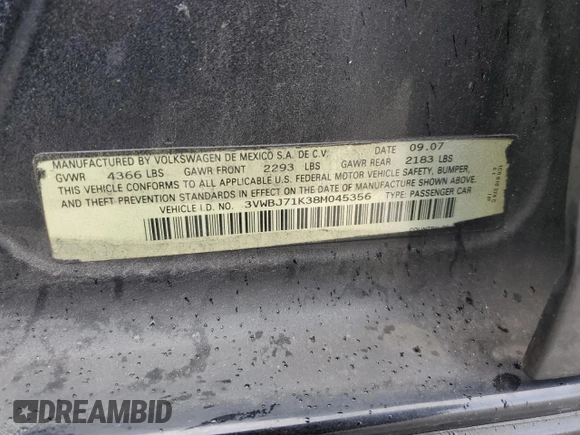 MANUFACTURED BY VOLKSWAGEN DE MEXICO S.A. DE C.V. DATE 09.07
GVWR 4366 LBS GAWR FRONT 2293 LBS GAWR REAR 2183 LBS
THIS VEHICLE CONFORMS TO ALL APPLICABLE U.S. FEDERAL MOTOR VEHICLE SAFETY, BUMPER,
AND THEFT PREVENTION STANDARDS IN EFFECT ON THE DATE OF MANUFACTURE SHOWN ABOVE.
VEHICLE I.D. NO. 3VWBJ71K38M045356 TYPE: PASSENGER CAR
DREAMBID